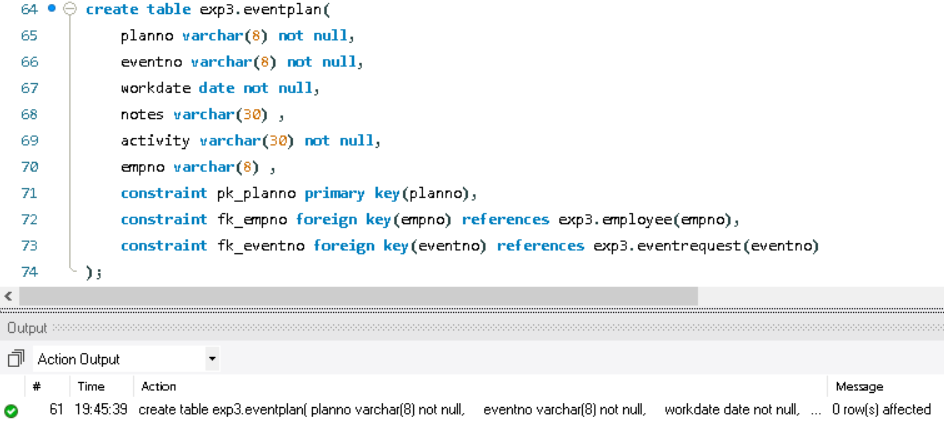 64 create table exp3.eventplan(
65 planno varchar(8) not null,
66 eventno varchar(8) not null,
67 workdate date not null,
68 notes varchar(30) ,
69 activity varchar(30) not null,
70 empno varchar(8) ,
71 constraint pk_planno primary key(planno),
72 constraint fk_empno foreign key(empno) references exp3.employee(empno),
73 constraint fk_eventno foreign key(eventno) references exp3.eventrequest(eventno)
74 );
Output
Action Output
# Time Action Message
61 19:45:39 create table exp3.eventplan( planno varchar(8) not null, eventno varchar(8) not null, workdate date not null, ... 0 row(s) affected